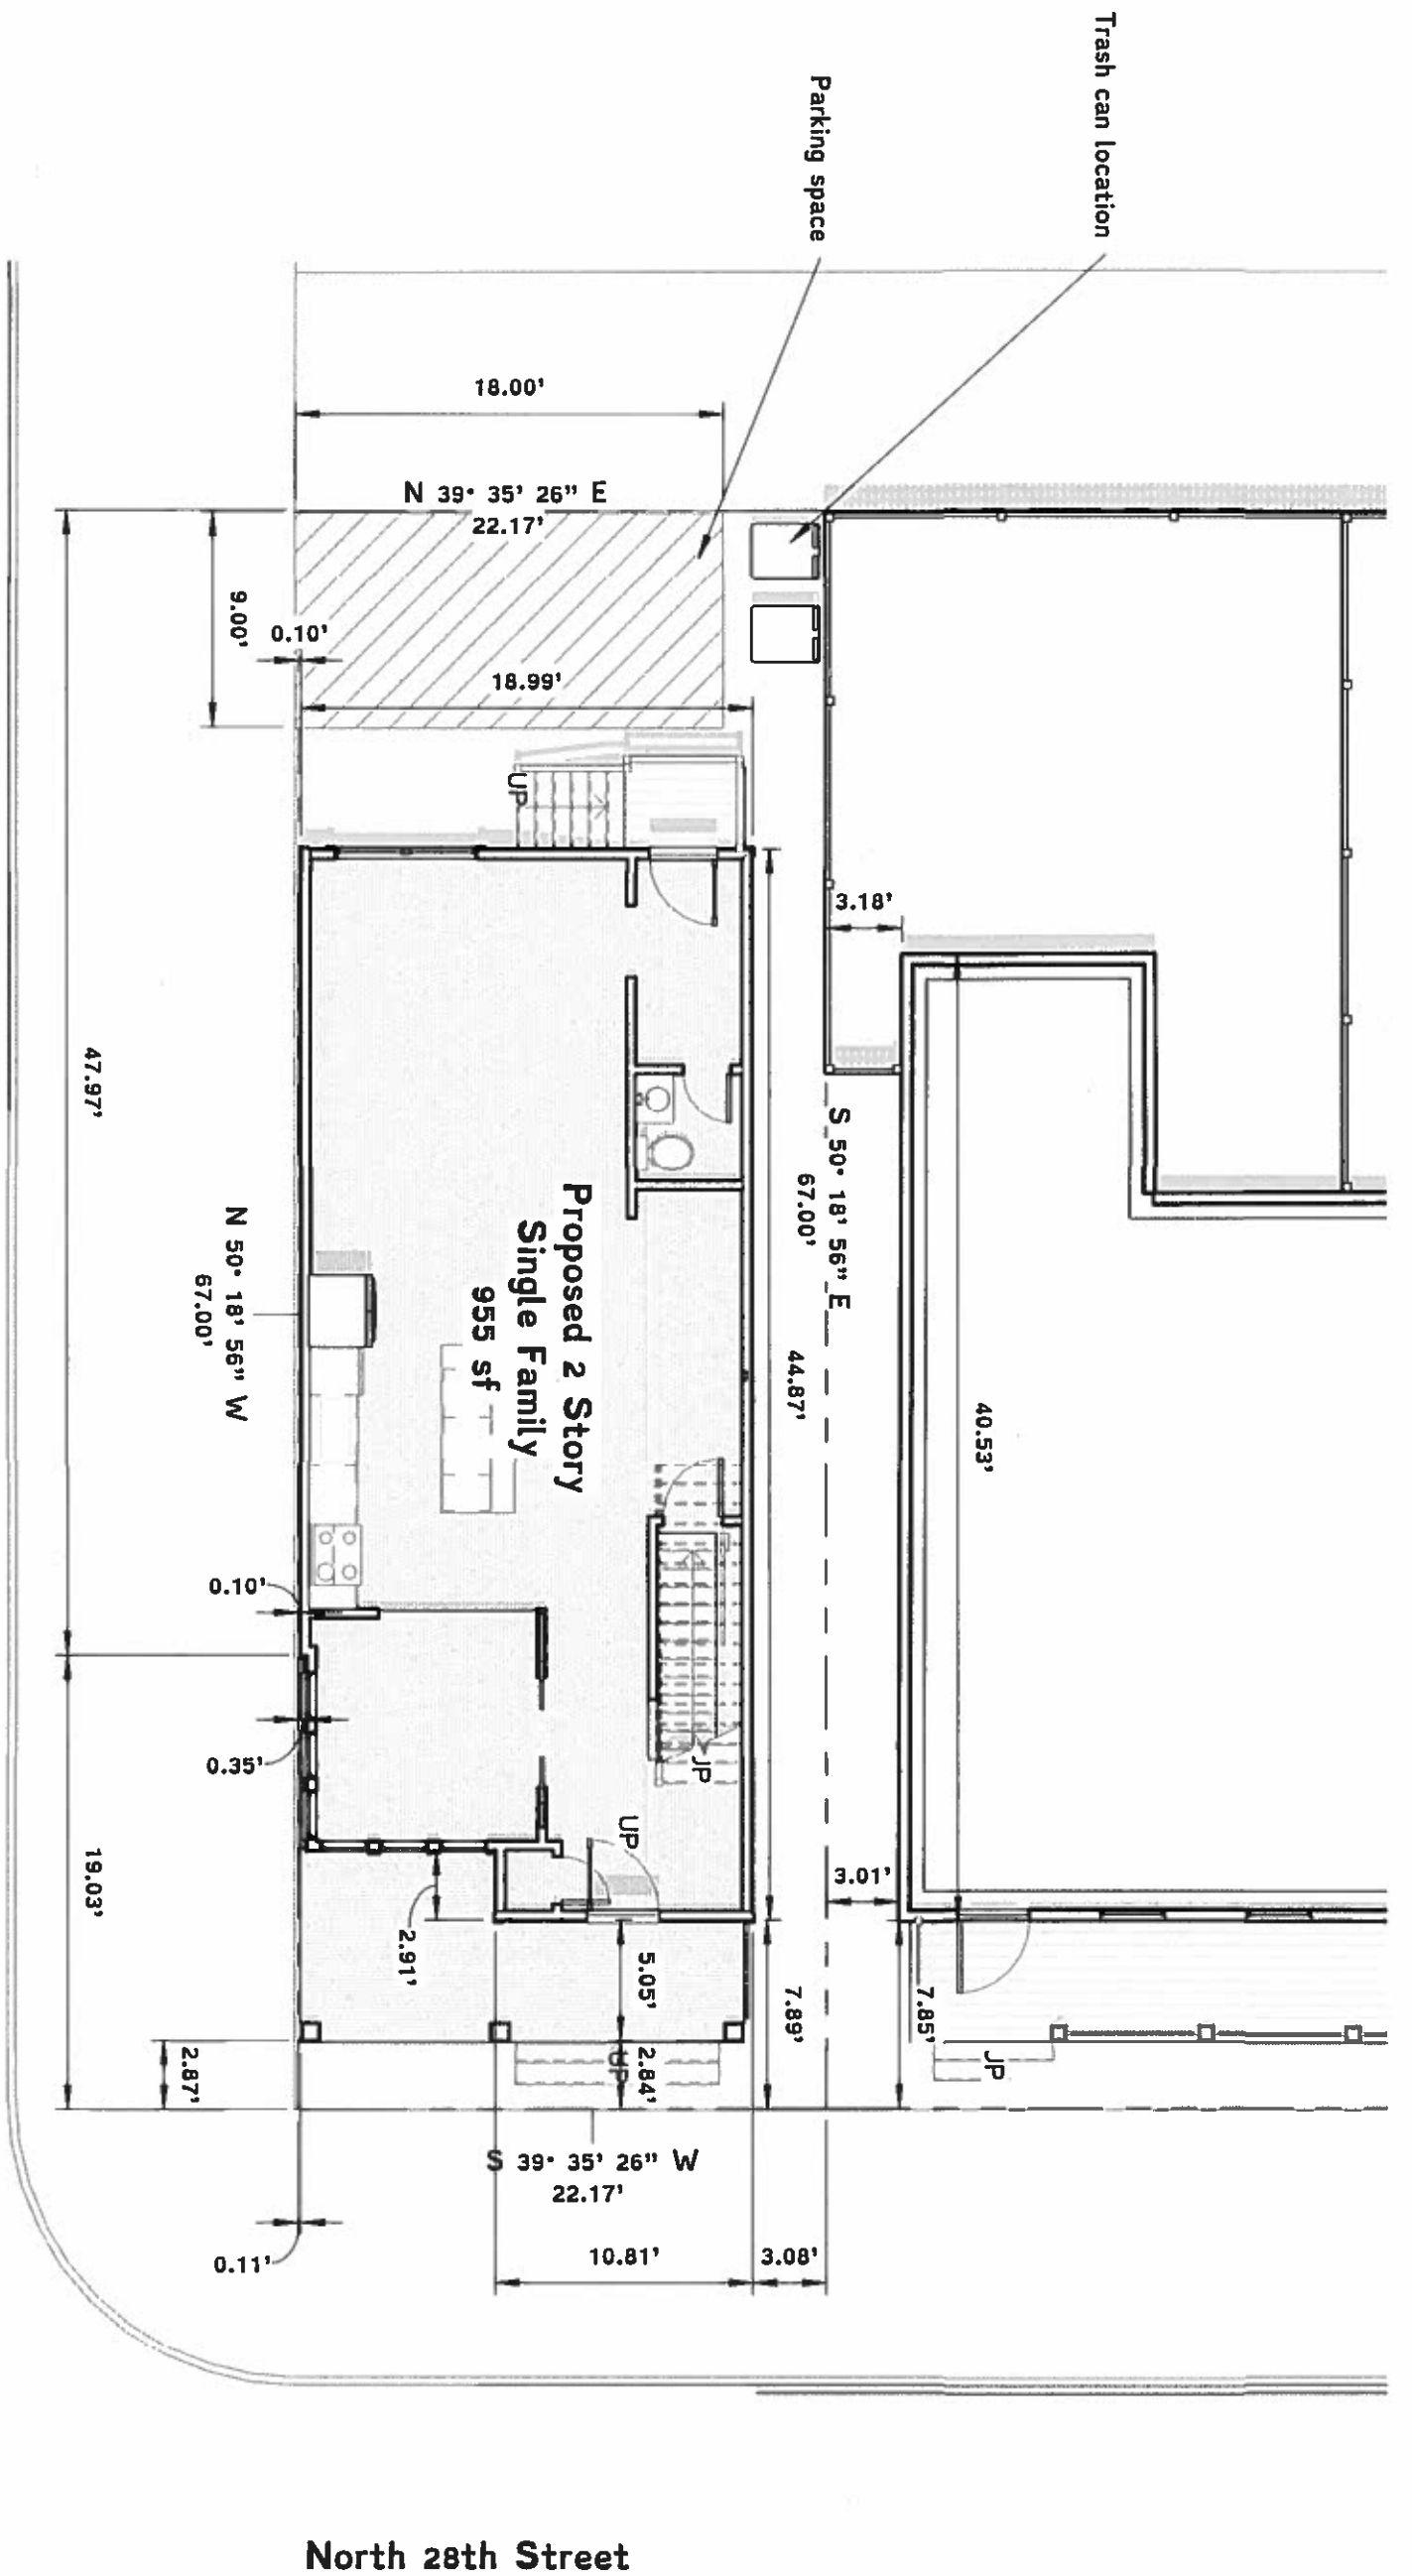 Trash can location
Parking space
18.00'
N 39° 35' 26" E
22.17'
9.00'
0.10'
18.99'
UP
3.18'
47.97'
S 50° 18' 56" E
67.00'
N 50° 18' 56" W
67.00'
Proposed 2 Story
Single Family
955 sf
44.87'
40.53'
0.10'
0.35'
JP
UP
19.03'
2.91'
3.01'
5.05'
7.89'
7.85'
2.87'
UP
2.84'
JP
S 39° 35' 26" W
22.17'
0.11'
10.81'
3.08'
North 28th Street